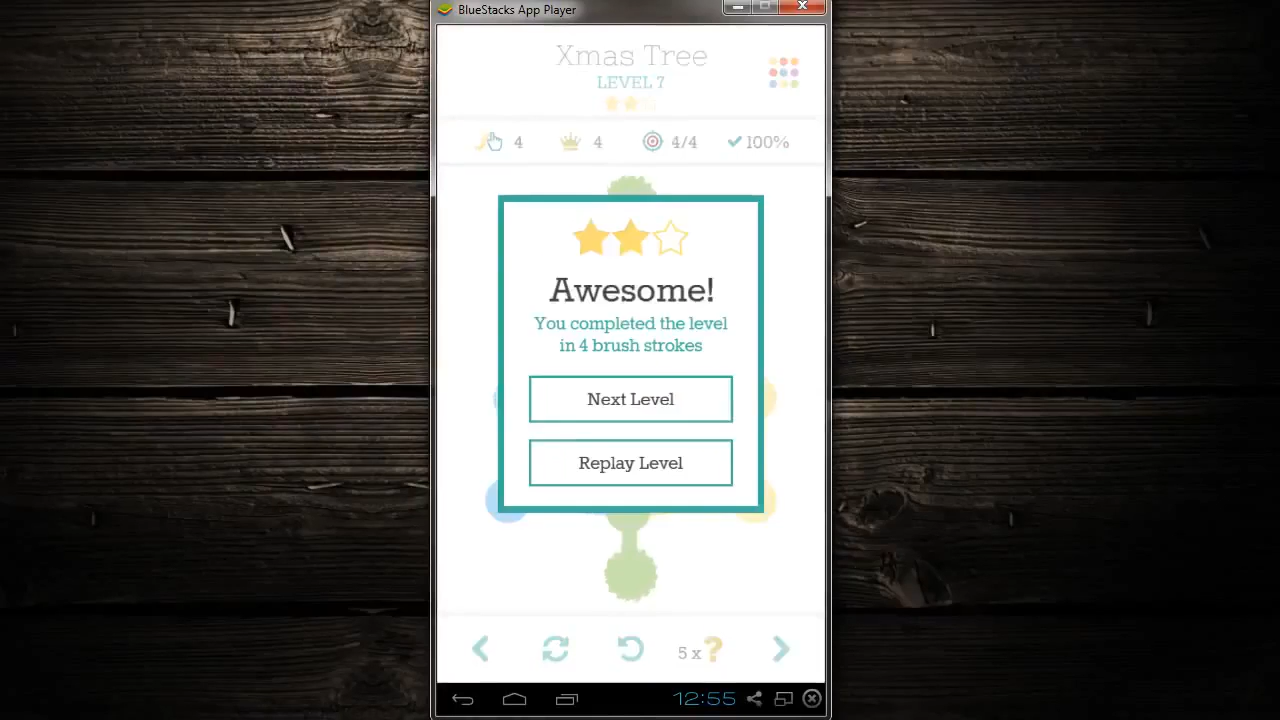 BlueStacks App Player
Xmas Tree
LEVEL 7
4 4 4/4 100%
Awesome!
You completed the level
in 4 brush strokes
Next Level
Replay Level
5 x ?
12:55